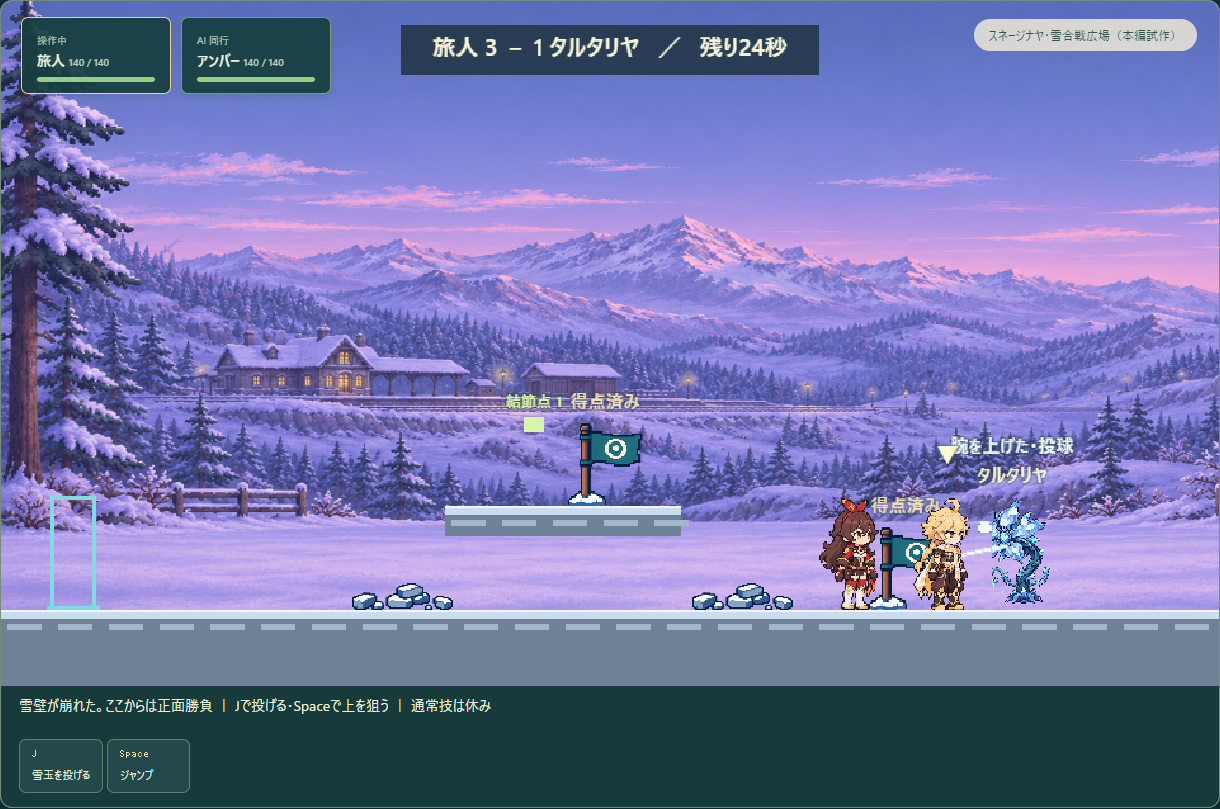 操作中
旅人 140 / 140
AI 同行
アンバー 140 / 140
旅人 3 – 1 タルタリヤ ／ 残り24秒
スネージナヤ・雪合戦広場（本編試作）
結節点 1 得点済み
腕を上げた・投球
タルタリヤ
得点済み
雪壁が崩れた。ここからは正面勝負 | Jで投げる・Spaceで上を狙う | 通常技は休み
J
雪玉を投げる
Space
ジャンプ